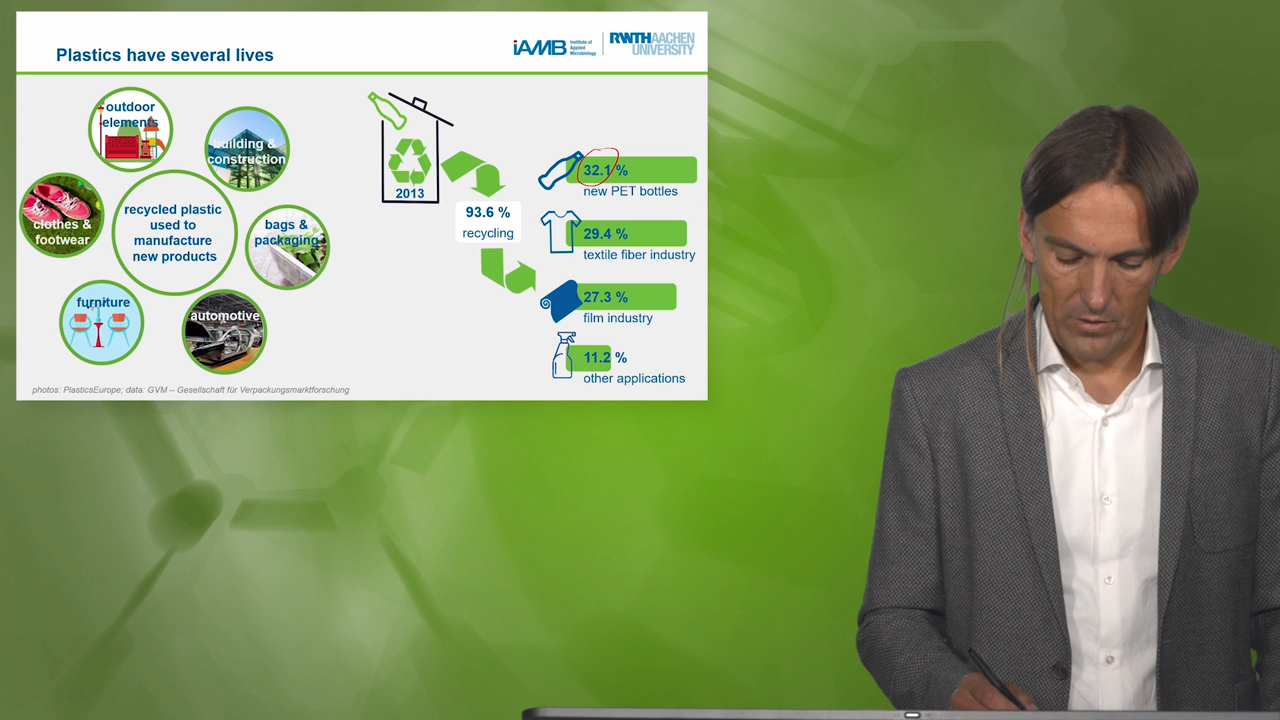 Plastics have several lives
iAMB
Institute of
Applied
Microbiology
RWTHAACHEN
UNIVERSITY
outdoor
elements
building &
construction
clothes &
footwear
recycled plastic
used to
manufacture
new products
bags &
packaging
furniture
automotive
2013
93.6 %
recycling
32.1 %
new PET bottles
29.4 %
textile fiber industry
27.3 %
film industry
11.2 %
other applications
photos: PlasticsEurope; data: GVM – Gesellschaft für Verpackungsmarktforschung